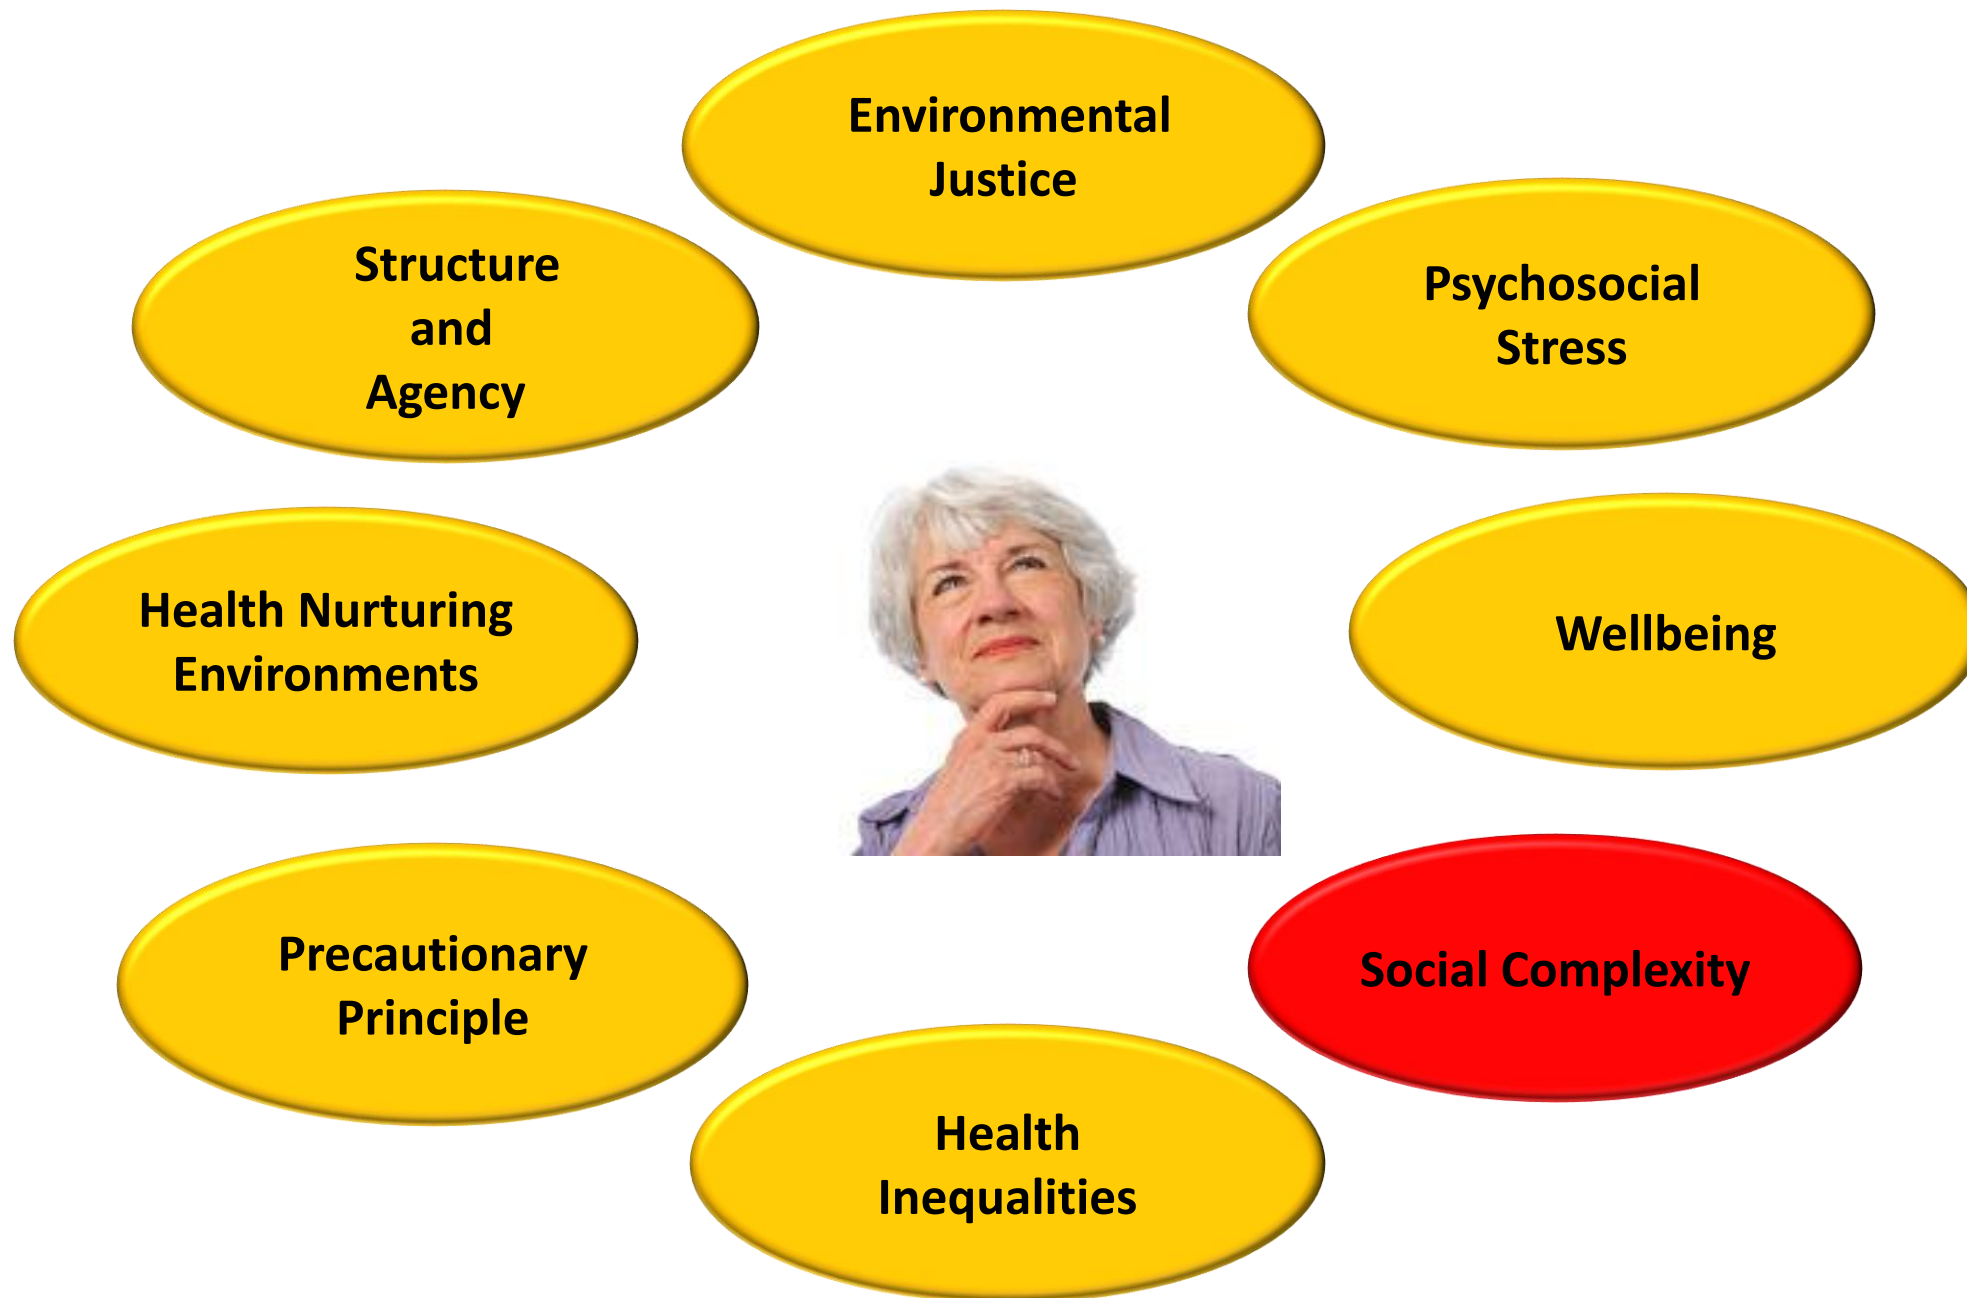 Environmental
Justice
Structure
and
Agency
Psychosocial
Stress
Health Nurturing
Environments
Wellbeing
Precautionary
Principle
Social Complexity
Health
Inequalities